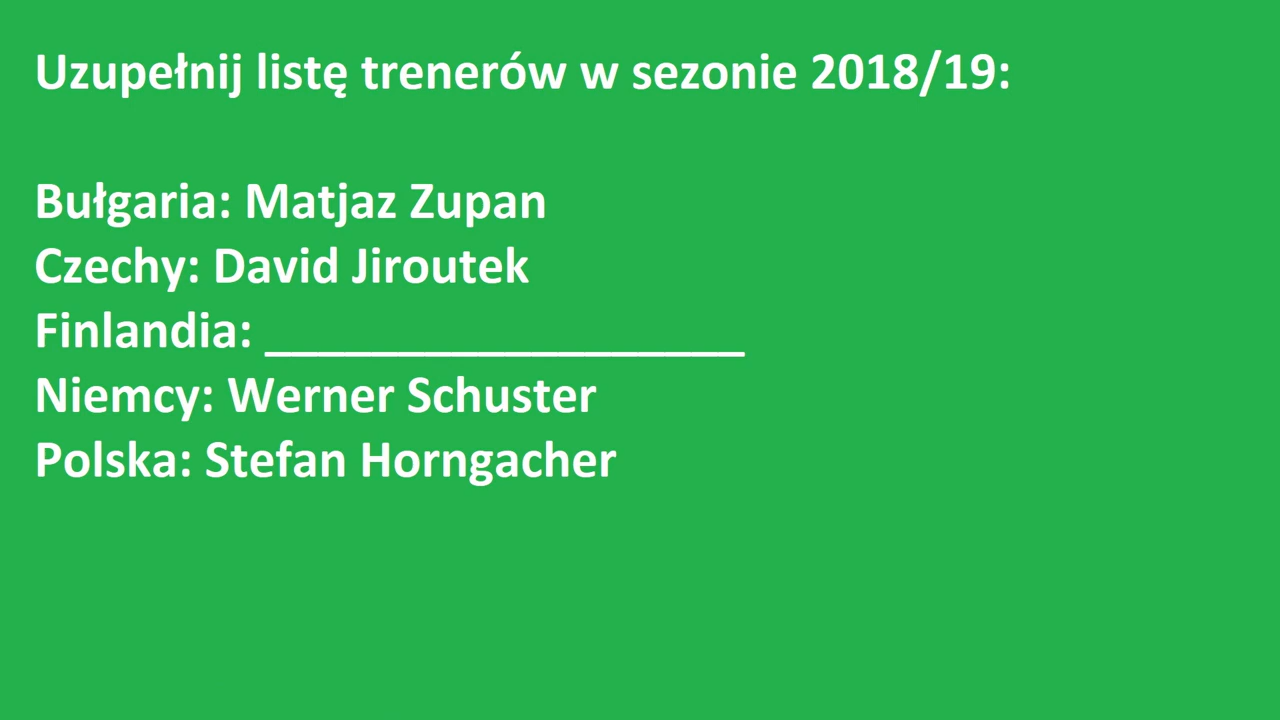 Uzupełnij listę trenerów w sezonie 2018/19:
Bułgaria: Matjaz Zupan
Czechy: David Jiroutek
Finlandia: __________________
Niemcy: Werner Schuster
Polska: Stefan Horngacher